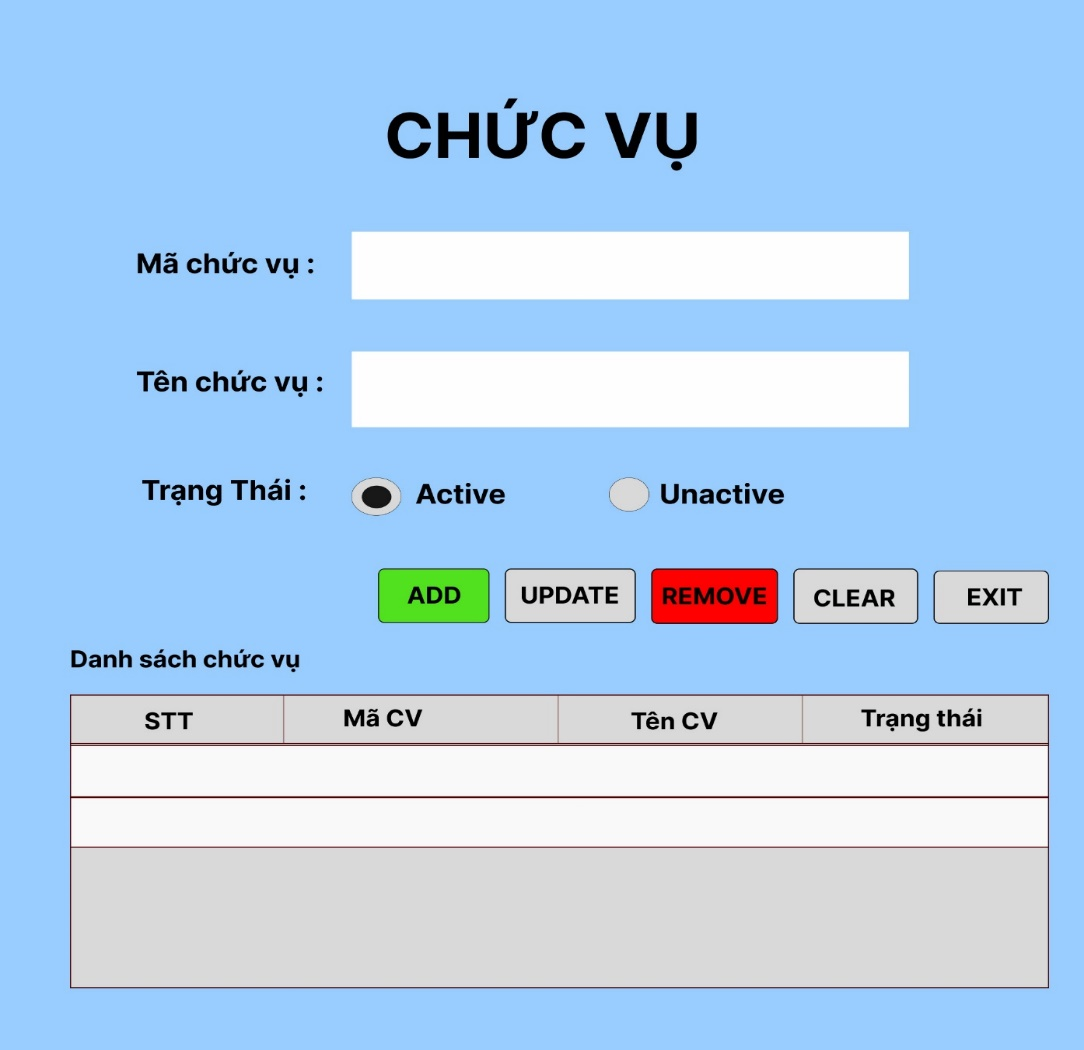 CHỨC VỤ
Mã chức vụ :
Tên chức vụ :
Trạng Thái : Active Unactive
ADD UPDATE REMOVE CLEAR EXIT
Danh sách chức vụ
STT Mã CV Tên CV Trạng thái